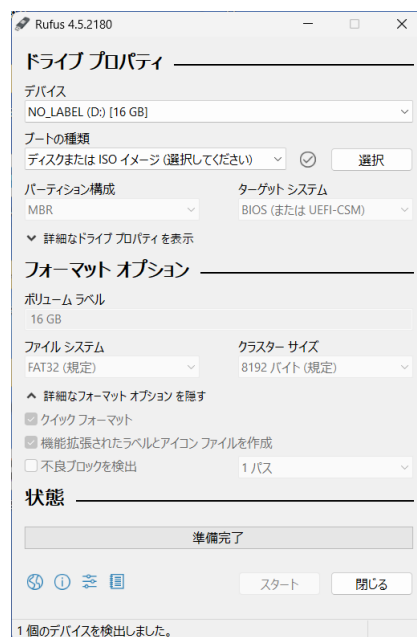 Rufus 4.5.2180
ドライブ プロパティ
デバイス
NO_LABEL (D:) [16 GB]
ブートの種類
ディスクまたは ISO イメージ (選択してください)
選択
パーティション構成
ターゲット システム
MBR
BIOS (または UEFI-CSM)
詳細なドライブ プロパティを表示
フォーマット オプション
ボリューム ラベル
16 GB
ファイル システム
クラスター サイズ
FAT32 (規定)
8192 バイト (規定)
詳細なフォーマット オプション を隠す
クイック フォーマット
機能拡張されたラベルとアイコン ファイルを作成
不良ブロックを検出
1 パス
状態
準備完了
スタート
閉じる
1 個のデバイスを検出しました。